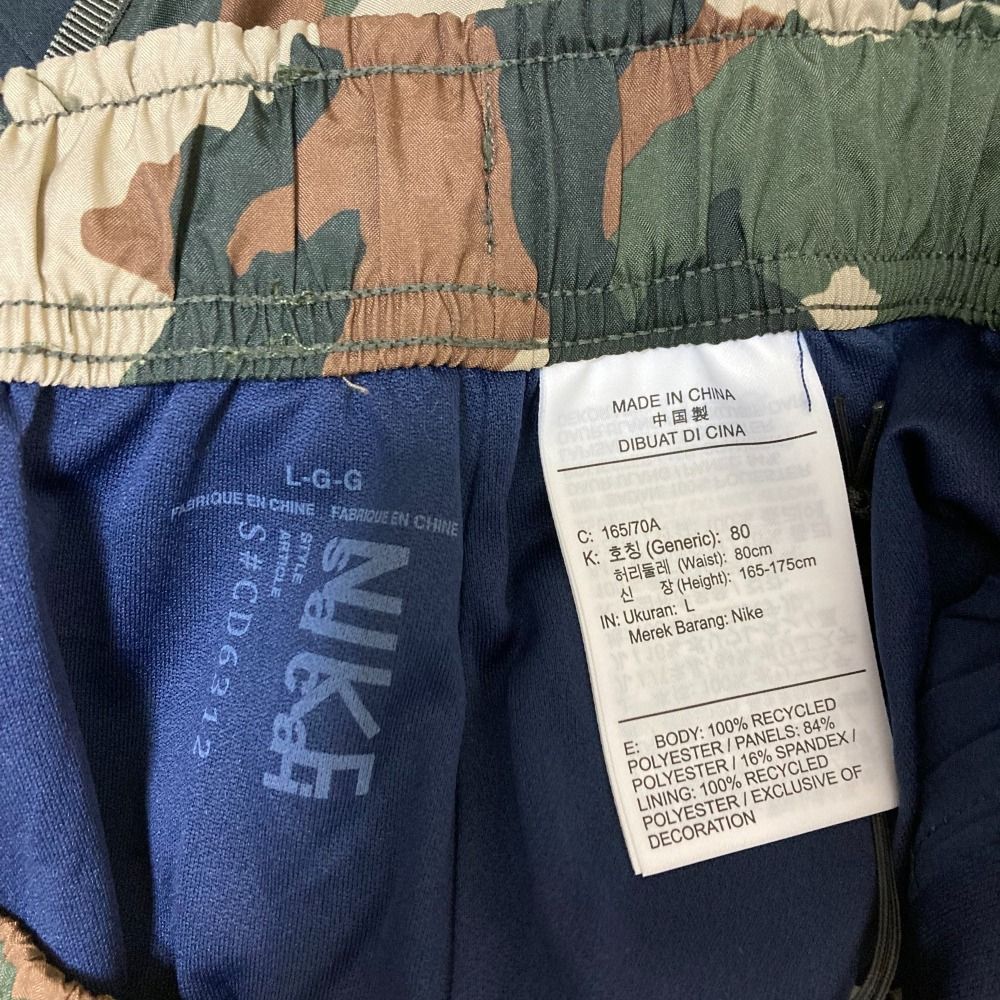 L-G-G
FABRIQUE EN CHINE FABRIQUE EN CHINE
STYLE
ARTICLE
S#CD6312
NIKE
sacai
MADE IN CHINA
中国製
DIBUAT DI CINA
C: 165/70A
K: 호칭 (Generic): 80
허리둘레 (Waist): 80cm
신 장 (Height): 165-175cm
IN: Ukuran: L
Merek Barang: Nike
E: BODY: 100% RECYCLED
POLYESTER / PANELS: 84%
POLYESTER / 16% SPANDEX /
LINING: 100% RECYCLED
POLYESTER / EXCLUSIVE OF
DECORATION